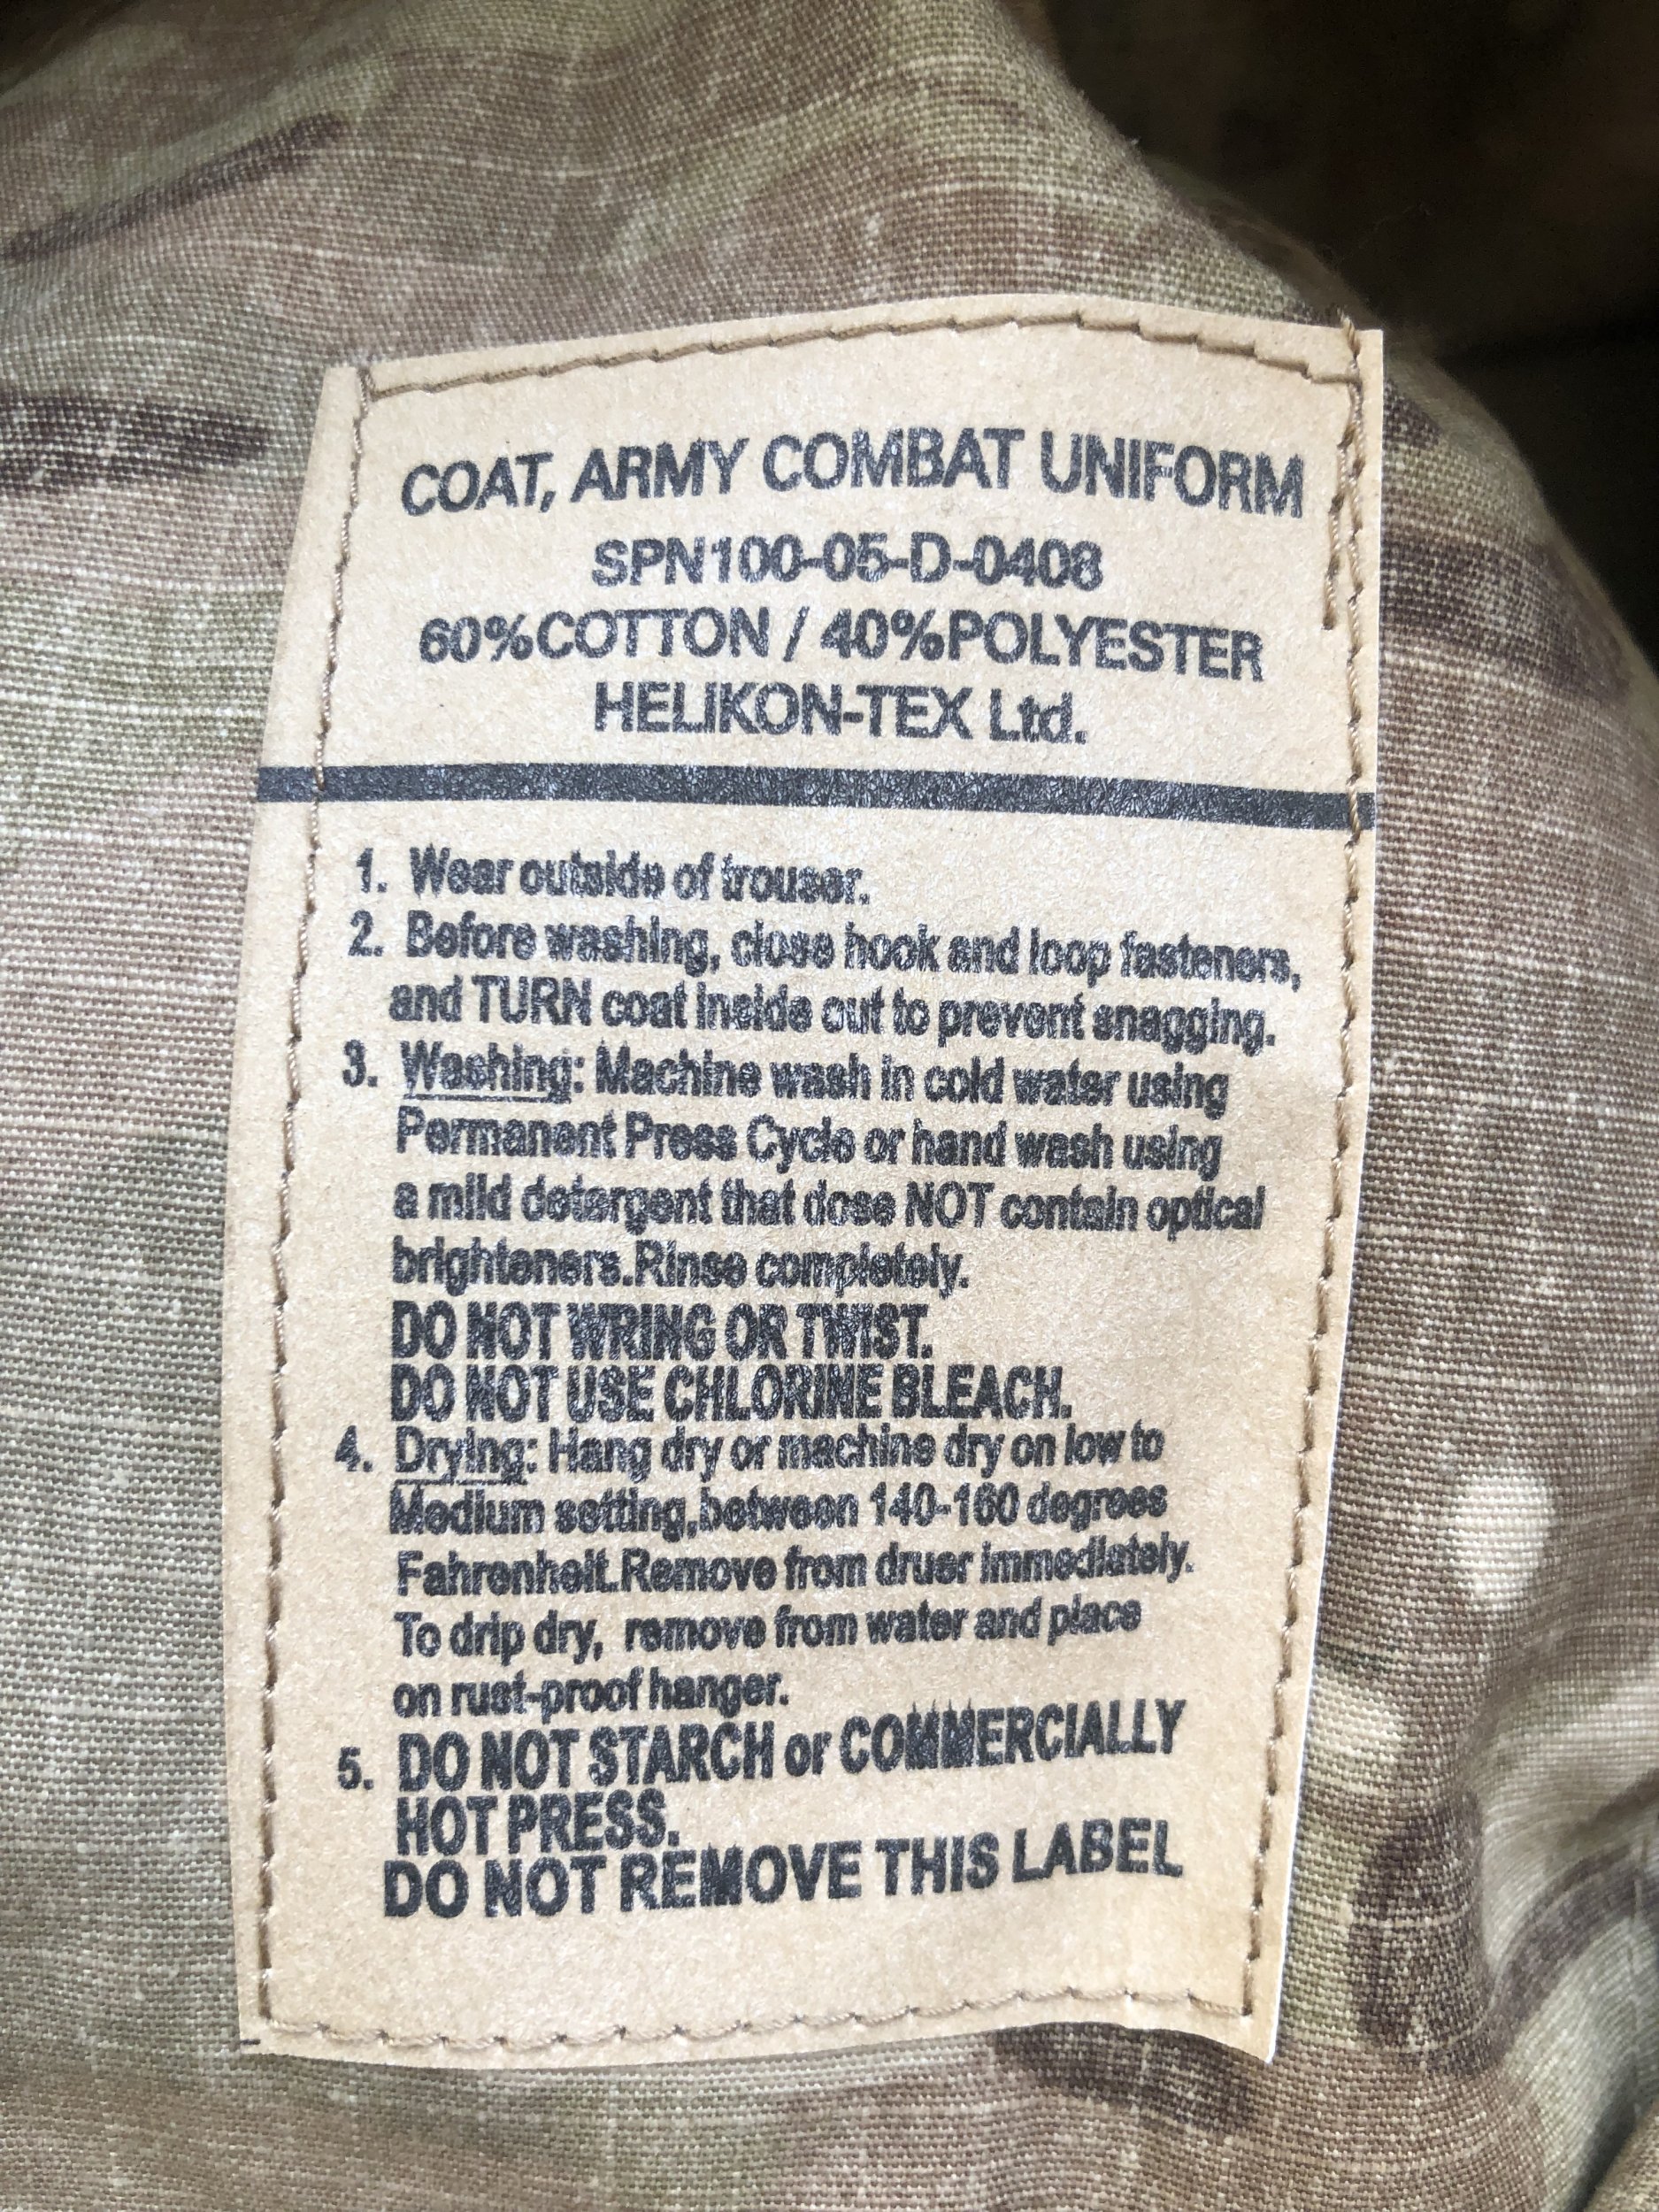 COAT, ARMY COMBAT UNIFORM
SPN100-05-D-0408
60%COTTON / 40%POLYESTER
HELIKON-TEX Ltd.
1. Wear outside of trouser.
2. Before washing, close hook and loop fasteners,
and TURN coat inside out to prevent snagging.
3. Washing: Machine wash in cold water using
Permanent Press Cycle or hand wash using
a mild detergent that dose NOT contain optical
brighteners.Rinse completely.
DO NOT WRING OR TWIST.
DO NOT USE CHLORINE BLEACH.
4. Drying: Hang dry or machine dry on low to
Medium setting,between 140-160 degrees
Fahrenheit.Remove from druer immediately.
To drip dry, remove from water and place
on rust-proof hanger.
5. DO NOT STARCH or COMMERCIALLY
HOT PRESS.
DO NOT REMOVE THIS LABEL